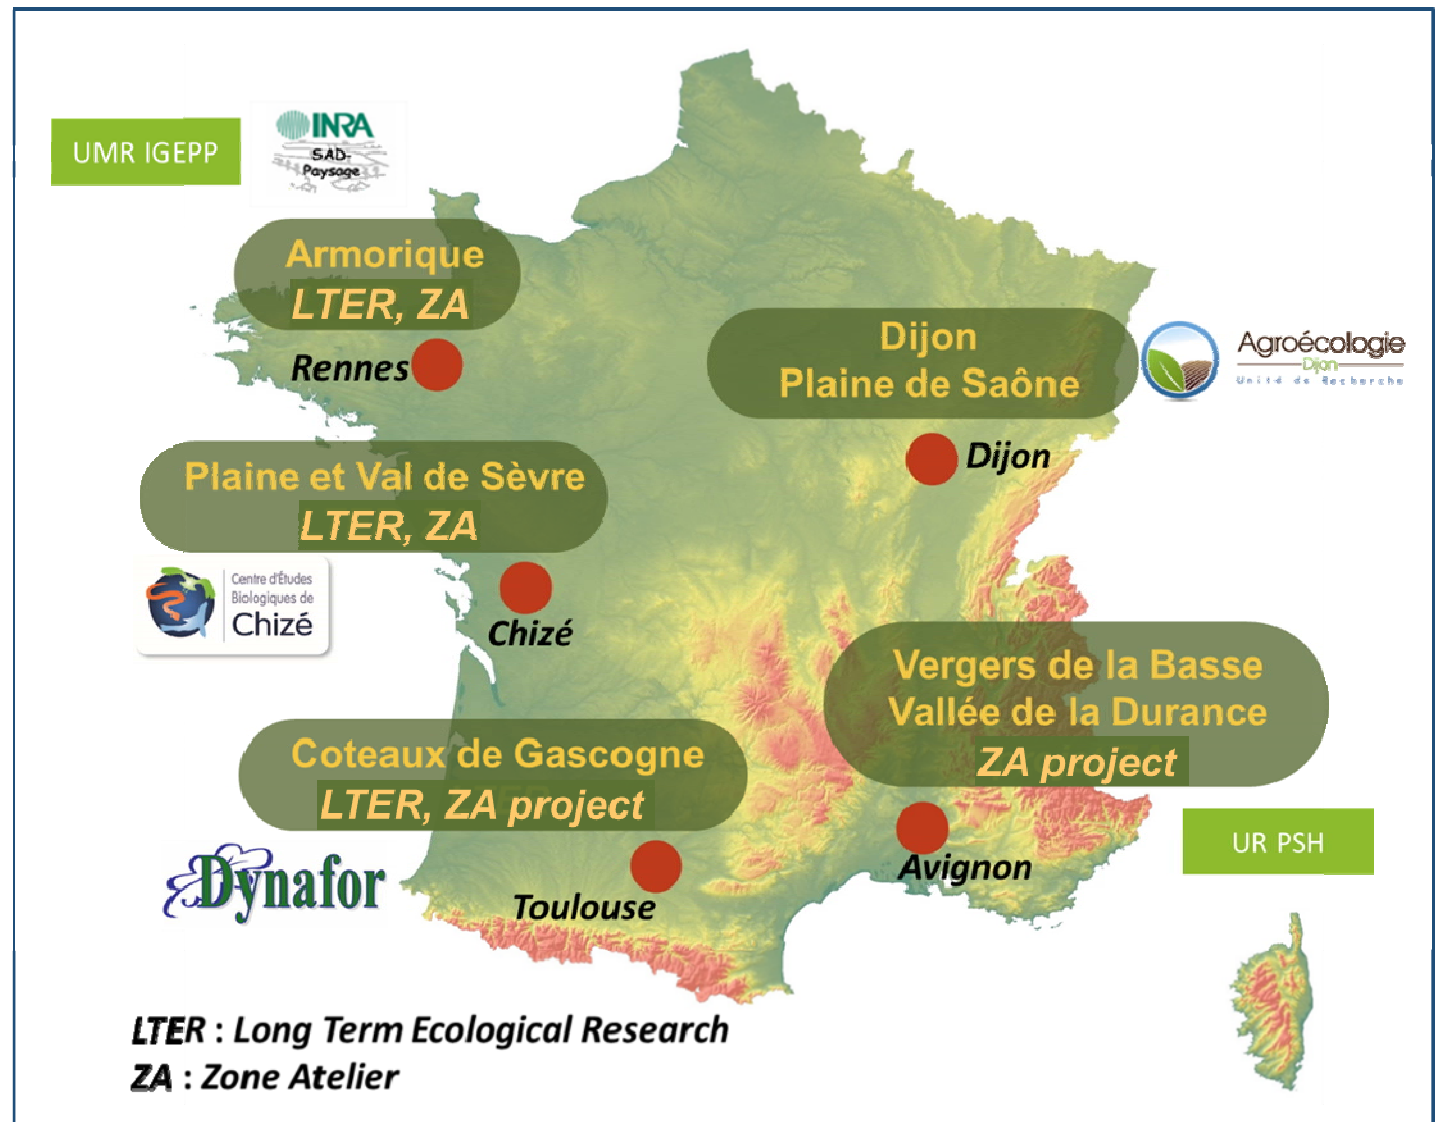 UMR IGEPP
INRA
SAD-
Paysage
Armorique
LTER, ZA
Rennes
Dijon
Plaine de Saône
Agroécologie
Dijon
Unité de Recherche
Dijon
Plaine et Val de Sèvre
LTER, ZA
Centre d'Études
Biologiques de
Chizé
Chizé
Vergers de la Basse
Vallée de la Durance
ZA project
Coteaux de Gascogne
LTER, ZA project
UR PSH
Avignon
Dynafor
Toulouse
LTER : Long Term Ecological Research
ZA : Zone Atelier